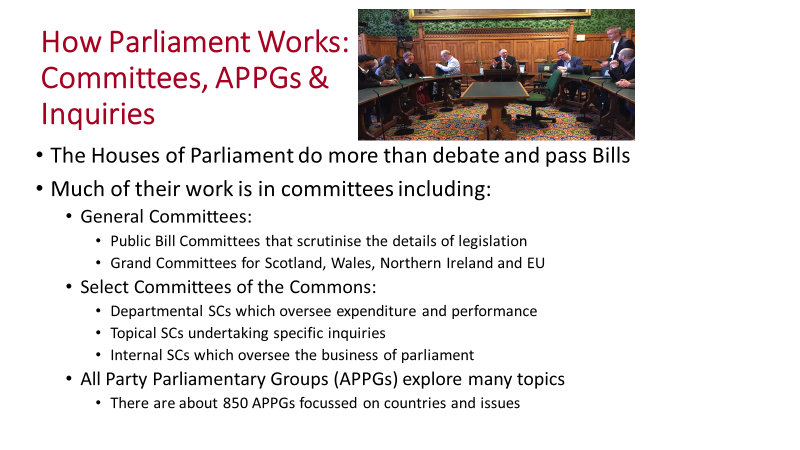 How Parliament Works:
Committees, APPGs &
Inquiries
• The Houses of Parliament do more than debate and pass Bills
• Much of their work is in committees including:
• General Committees:
• Public Bill Committees that scrutinise the details of legislation
• Grand Committees for Scotland, Wales, Northern Ireland and EU
• Select Committees of the Commons:
• Departmental SCs which oversee expenditure and performance
• Topical SCs undertaking specific inquiries
• Internal SCs which oversee the business of parliament
• All Party Parliamentary Groups (APPGs) explore many topics
• There are about 850 APPGs focussed on countries and issues